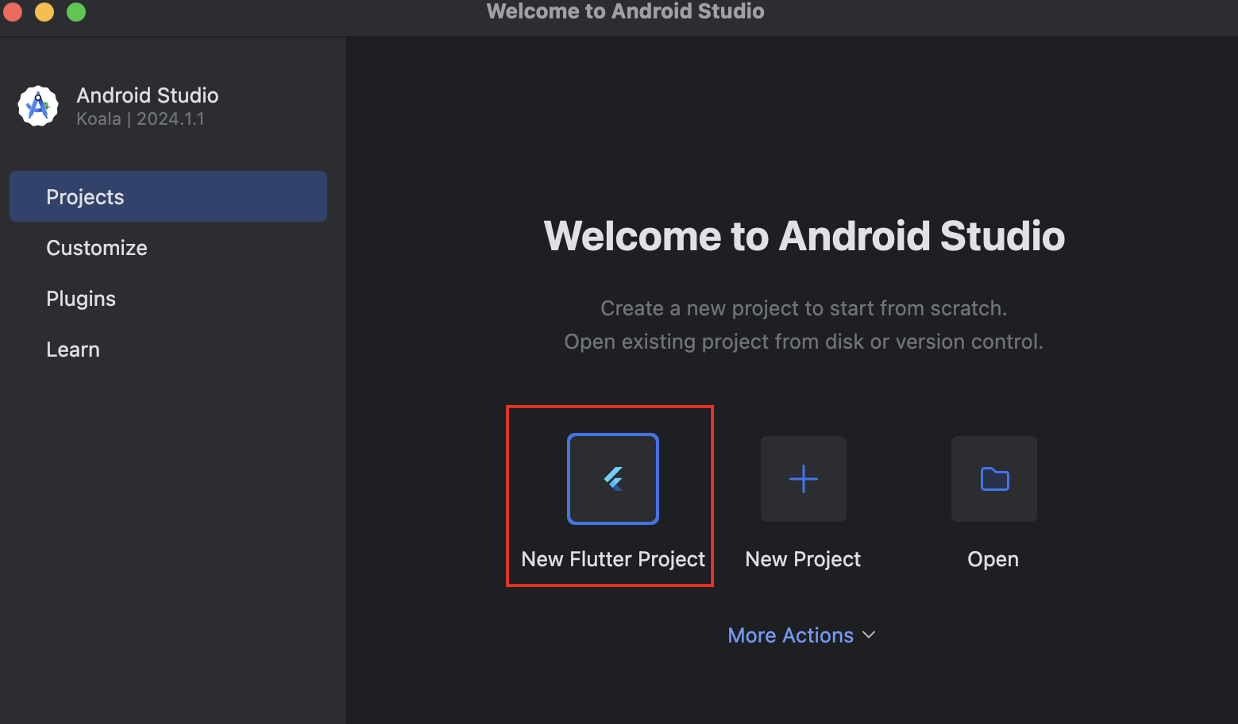 Welcome to Android Studio
Android Studio
Koala | 2024.1.1
Projects
Customize
Plugins
Learn
Welcome to Android Studio
Create a new project to start from scratch.
Open existing project from disk or version control.
New Flutter Project
New Project
Open
More Actions